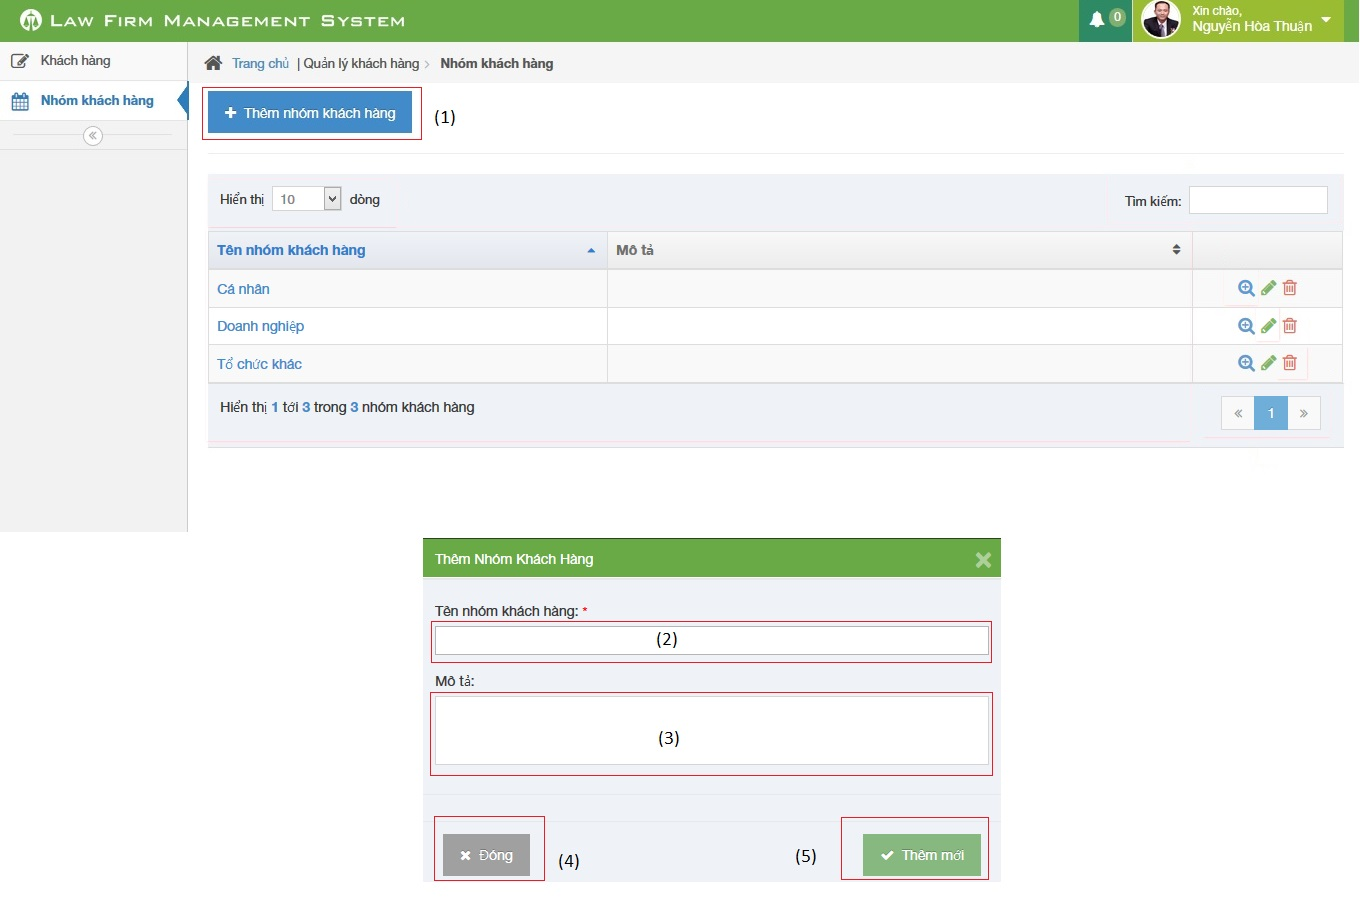 LAW FIRM MANAGEMENT SYSTEM
0
Xin chào,
Nguyễn Hòa Thuận
Khách hàng
Nhóm khách hàng
Trang chủ | Quản lý khách hàng > Nhóm khách hàng
+ Thêm nhóm khách hàng
(1)
Hiển thị 10 dòng
Tìm kiếm:
Tên nhóm khách hàng
Mô tả
Cá nhân
Doanh nghiệp
Tổ chức khác
Hiển thị 1 tới 3 trong 3 nhóm khách hàng
« 1 »
Thêm Nhóm Khách Hàng
Tên nhóm khách hàng: *
(2)
Mô tả:
(3)
Đóng
(4)
(5)
Thêm mới